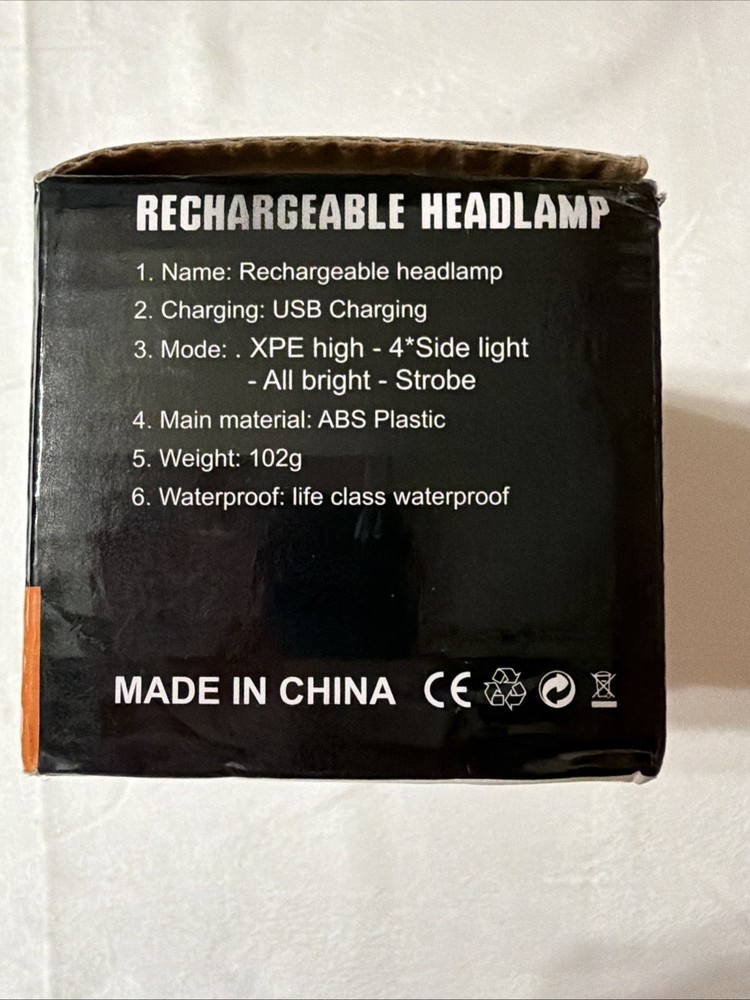 RECHARGEABLE HEADLAMP
1. Name: Rechargeable headlamp
2. Charging: USB Charging
3. Mode: . XPE high - 4*Side light
- All bright - Strobe
4. Main material: ABS Plastic
5. Weight: 102g
6. Waterproof: life class waterproof
MADE IN CHINA CE